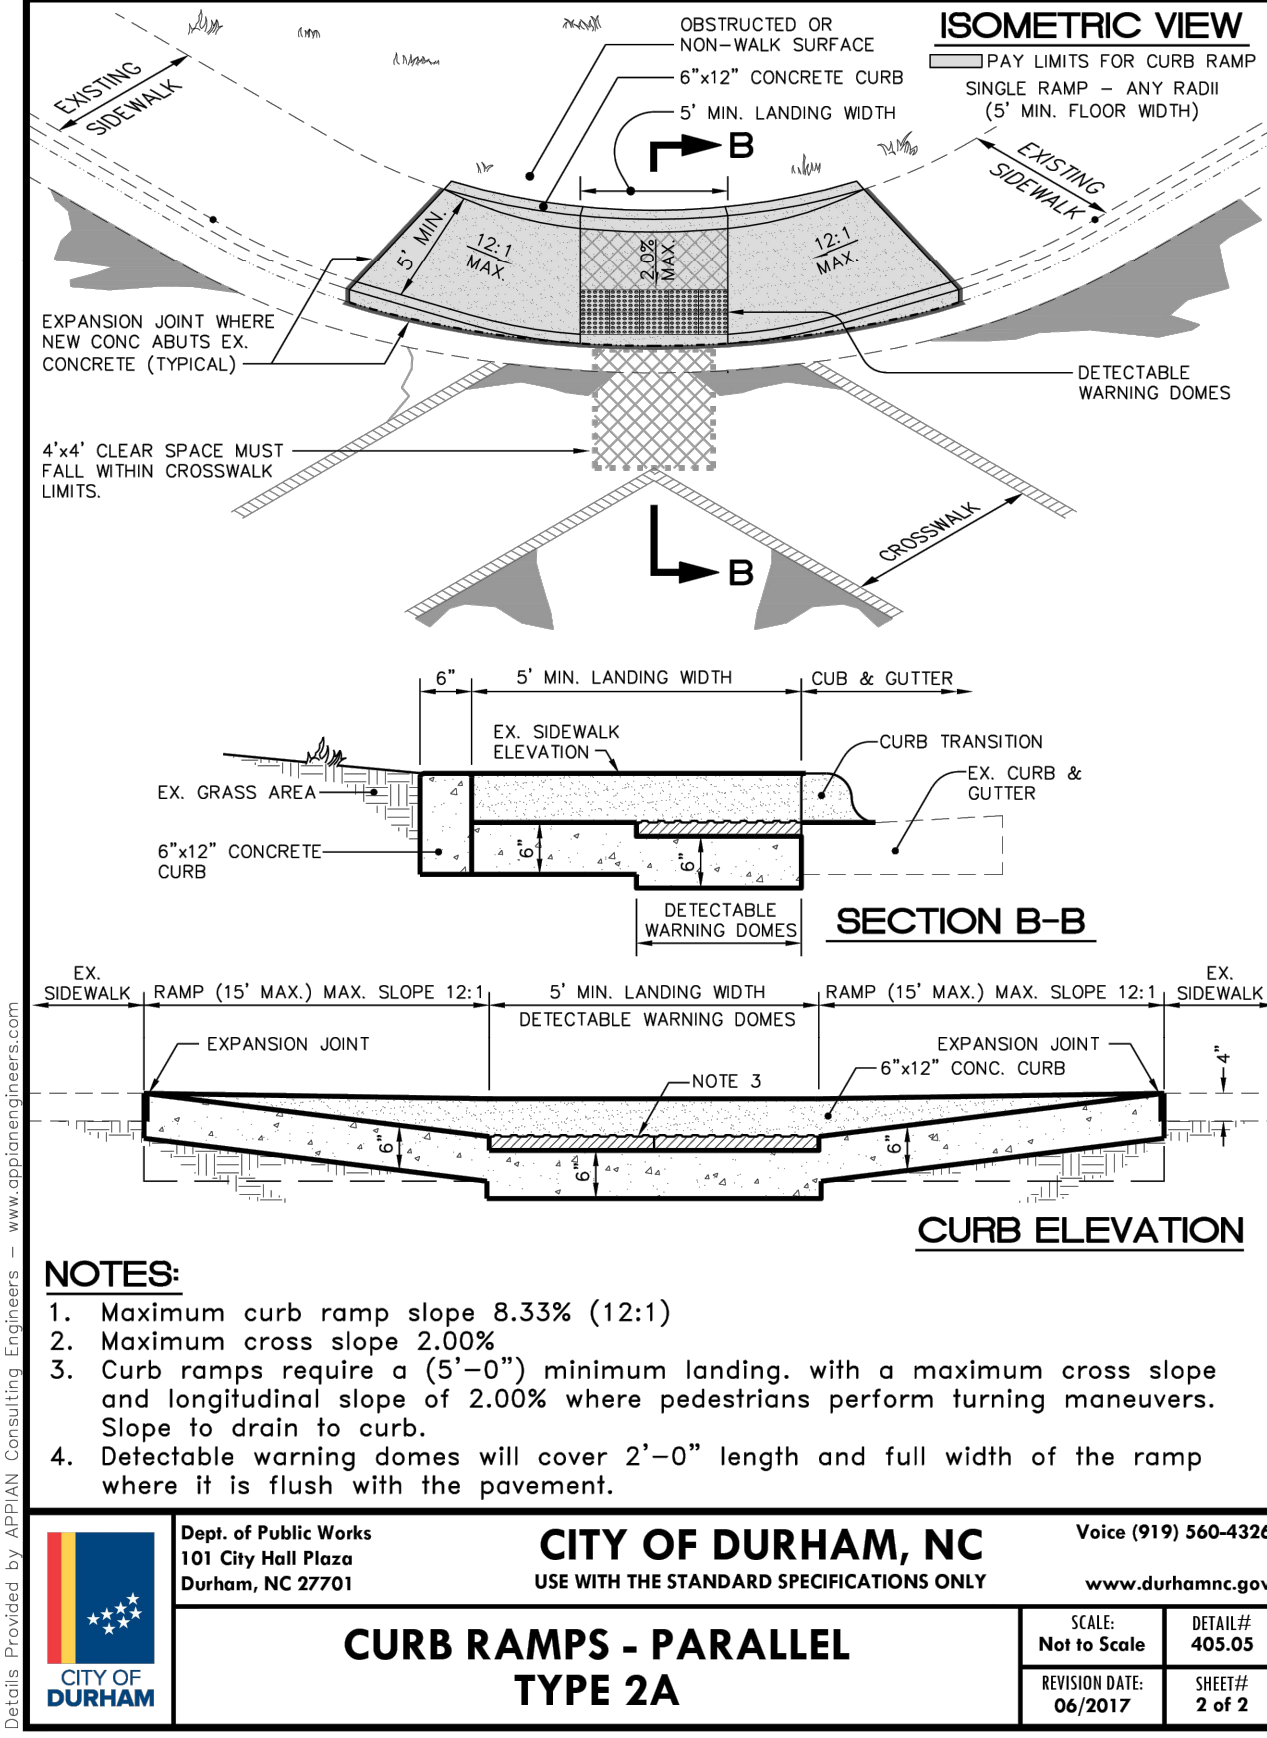 ISOMETRIC VIEW
PAY LIMITS FOR CURB RAMP
SINGLE RAMP – ANY RADII
(5' MIN. FLOOR WIDTH)
OBSTRUCTED OR
NON–WALK SURFACE
6"x12" CONCRETE CURB
5' MIN. LANDING WIDTH
B
EXISTING
SIDEWALK
EXISTING
SIDEWALK
5' MIN.
12:1
MAX.
2.0%
MAX.
12:1
MAX.
EXPANSION JOINT WHERE
NEW CONC ABUTS EX.
CONCRETE (TYPICAL)
DETECTABLE
WARNING DOMES
4'x4' CLEAR SPACE MUST
FALL WITHIN CROSSWALK
LIMITS.
CROSSWALK
B
6"
5' MIN. LANDING WIDTH
CUB & GUTTER
EX. SIDEWALK
ELEVATION
CURB TRANSITION
EX. CURB &
GUTTER
EX. GRASS AREA
6"x12" CONCRETE
CURB
6"
6"
DETECTABLE
WARNING DOMES
SECTION B-B
EX.
SIDEWALK
RAMP (15' MAX.) MAX. SLOPE 12:1
5' MIN. LANDING WIDTH
DETECTABLE WARNING DOMES
RAMP (15' MAX.) MAX. SLOPE 12:1
EX.
SIDEWALK
EXPANSION JOINT
EXPANSION JOINT
6"x12" CONC. CURB
NOTE 3
4"
6"
6"
6"
CURB ELEVATION
NOTES:
1. Maximum curb ramp slope 8.33% (12:1)
2. Maximum cross slope 2.00%
3. Curb ramps require a (5'–0") minimum landing. with a maximum cross slope
and longitudinal slope of 2.00% where pedestrians perform turning maneuvers.
Slope to drain to curb.
4. Detectable warning domes will cover 2'–0" length and full width of the ramp
where it is flush with the pavement.
Details Provided by APPIAN Consulting Engineers – www.appianengineers.com
CITY OF
DURHAM
Dept. of Public Works
101 City Hall Plaza
Durham, NC 27701
CITY OF DURHAM, NC
USE WITH THE STANDARD SPECIFICATIONS ONLY
Voice (919) 560-4326
www.durhamnc.gov
CURB RAMPS - PARALLEL
TYPE 2A
SCALE:
Not to Scale
DETAIL#
405.05
REVISION DATE:
06/2017
SHEET#
2 of 2